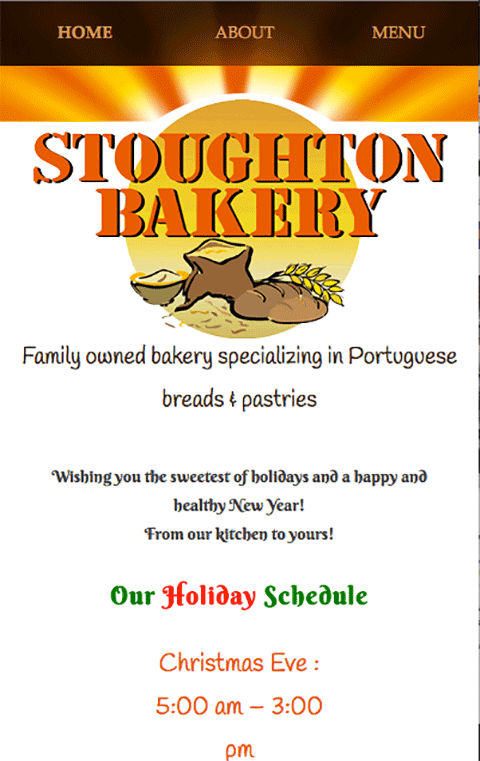 HOME ABOUT MENU
STOUGHTON
BAKERY
Family owned bakery specializing in Portuguese
breads & pastries
Wishing you the sweetest of holidays and a happy and
healthy New Year!
From our kitchen to yours!
Our Holiday Schedule
Christmas Eve :
5:00 am – 3:00
pm